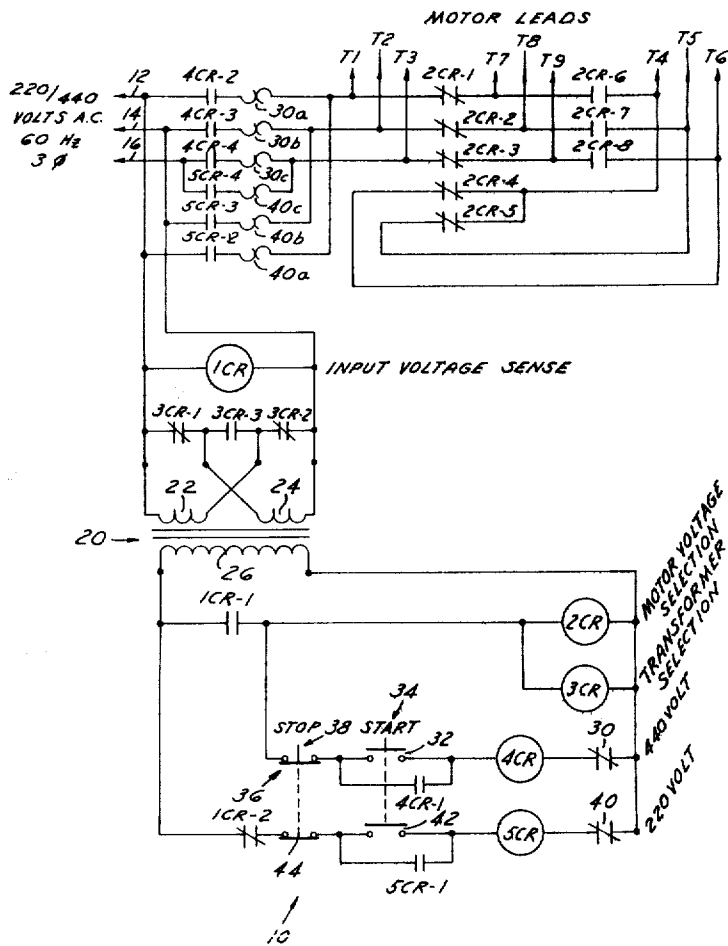 MOTOR LEADS
T1 T2 T3 T7 T8 T9 T4 T5 T6
12 4CR-2 30a 2CR-1 2CR-6
220/440
VOLTS A.C.
60 Hz
3 Ø
14 4CR-3 30b 2CR-2 2CR-7
16 4CR-4 30c 2CR-3 2CR-8
5CR-4 40c 2CR-4
5CR-3 40b 2CR-5
5CR-2 40a
1CR INPUT VOLTAGE SENSE
3CR-1 3CR-3 3CR-2
22 24
20
26
1CR-1 2CR
MOTOR VOLTAGE
SELECTION
3CR
TRANSFORMER
SELECTION
34
STOP 38 START
32 4CR 30
440 VOLT
36 4CR-1
1CR-2 42 5CR 40
220 VOLT
44
5CR-1
10